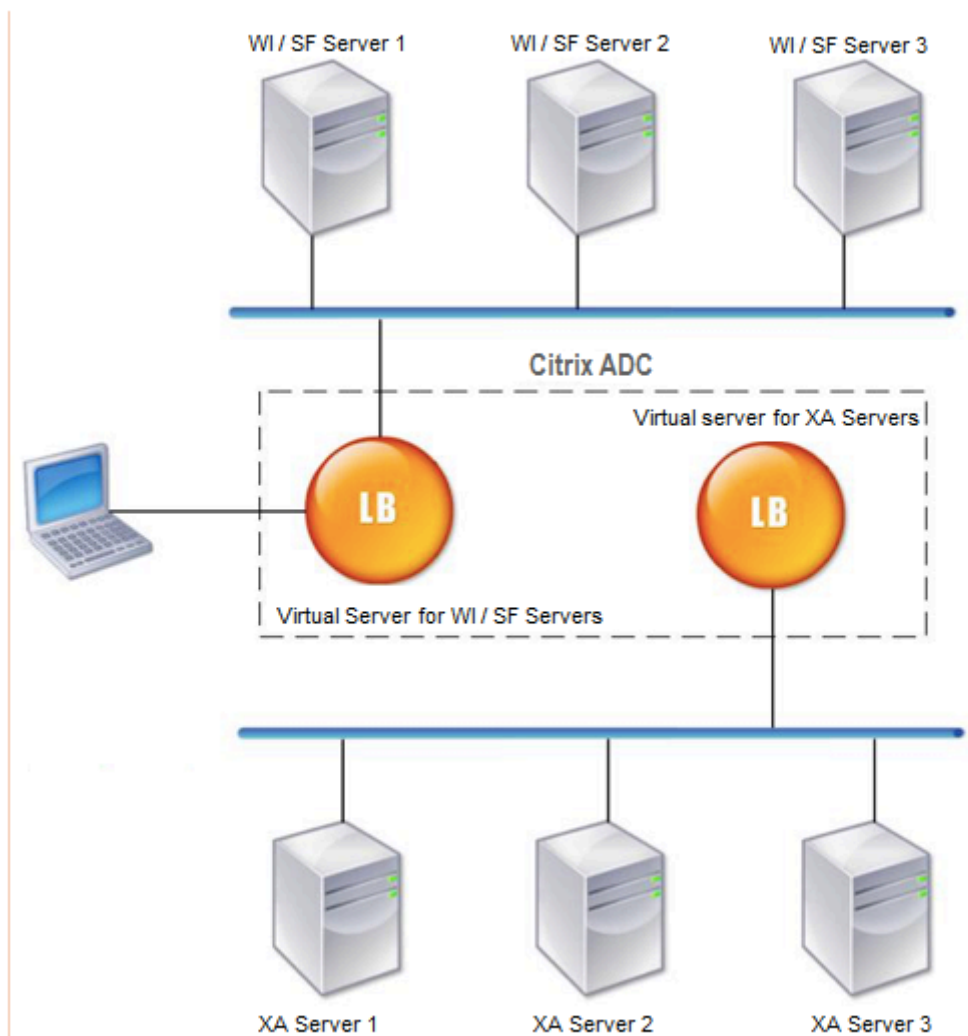 WI / SF Server 1
WI / SF Server 2
WI / SF Server 3
Citrix ADC
Virtual server for XA Servers
LB
LB
Virtual Server for WI / SF Servers
XA Server 1
XA Server 2
XA Server 3